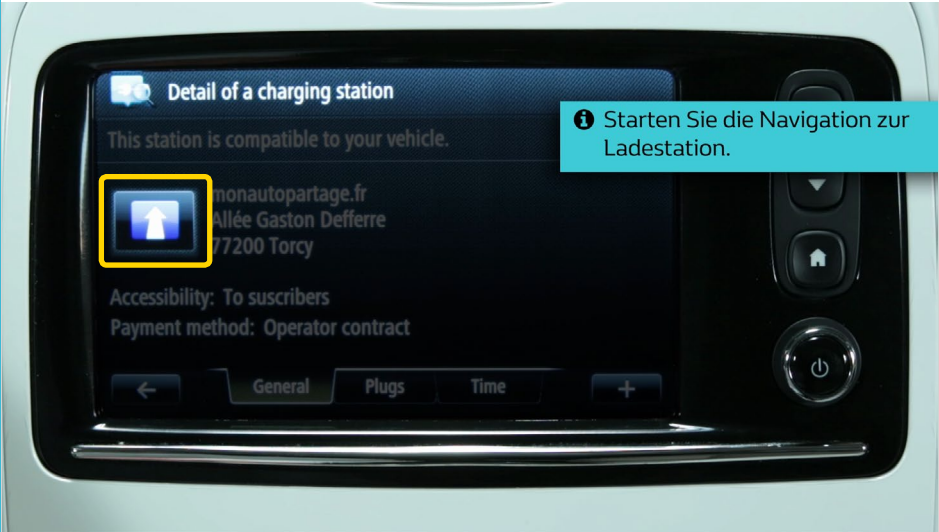 Detail of a charging station
Starten Sie die Navigation zur
Ladestation.
This station is compatible to your vehicle.
monautopartage.fr
Allée Gaston Defferre
77200 Torcy
Accessibility: To suscribers
Payment method: Operator contract
General Plugs Time